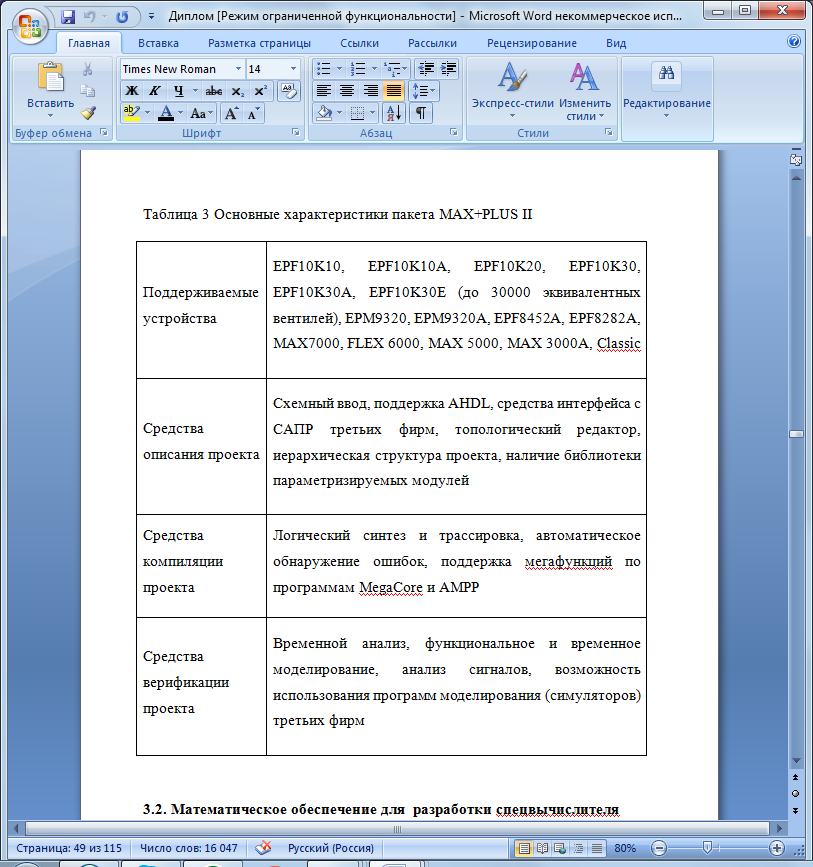 Диплом [Режим ограниченной функциональности] - Microsoft Word некоммерческое исп...
Главная Вставка Разметка страницы Ссылки Рассылки Рецензирование Вид
Вставить
Буфер обмена
Times New Roman 14
Ж К Ч abc x₂ x² Aa
ab A Aa A A
Шрифт
Абзац
Экспресс-стили
Изменить стили
Стили
Редактирование
Таблица 3 Основные характеристики пакета MAX+PLUS II
Поддерживаемые
устройства
EPF10K10, EPF10K10A, EPF10K20, EPF10K30,
EPF10K30A, EPF10K30E (до 30000 эквивалентных
вентилей), EPM9320, EPM9320A, EPF8452A, EPF8282A,
MAX7000, FLEX 6000, MAX 5000, MAX 3000A, Classic
Средства
описания проекта
Схемный ввод, поддержка AHDL, средства интерфейса с
САПР третьих фирм, топологический редактор,
иерархическая структура проекта, наличие библиотеки
параметризируемых модулей
Средства
компиляции
проекта
Логический синтез и трассировка, автоматическое
обнаружение ошибок, поддержка мегафункций по
программам MegaCore и AMPP
Средства
верификации
проекта
Временной анализ, функциональное и временное
моделирование, анализ сигналов, возможность
использования программ моделирования (симуляторов)
третьих фирм
3.2. Математическое обеспечение для разработки спецвычислителя
Страница: 49 из 115 Число слов: 16 047 Русский (Россия) 80%